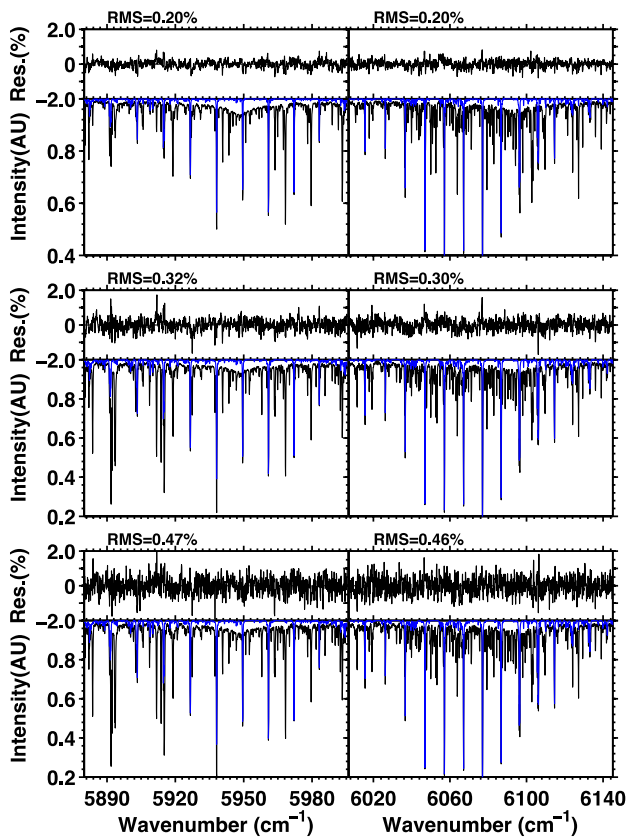 RMS=0.20% RMS=0.20%
Res.(%)
2.0
0
−2.0
Intensity(AU)
0.8
0.6
0.4
RMS=0.32% RMS=0.30%
Res.(%)
2.0
0
−2.0
Intensity(AU)
0.8
0.6
0.4
0.2
RMS=0.47% RMS=0.46%
Res.(%)
2.0
0
−2.0
Intensity(AU)
0.8
0.6
0.4
0.2
5890 5920 5950 5980 6020 6060 6100 6140
Wavenumber (cm⁻¹) Wavenumber (cm⁻¹)